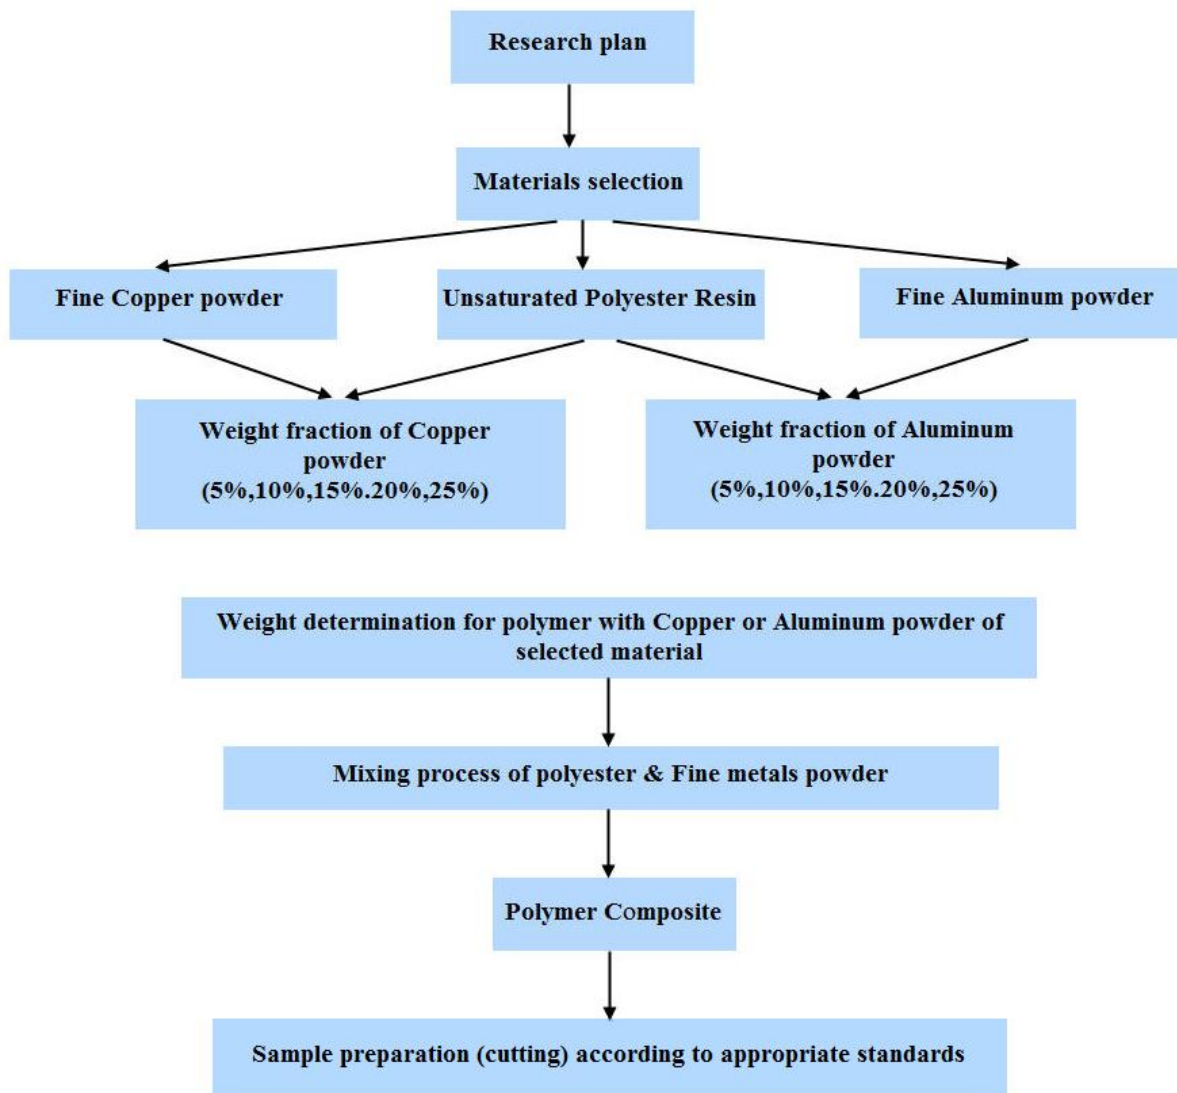 Research plan
Materials selection
Fine Copper powder
Unsaturated Polyester Resin
Fine Aluminum powder
Weight fraction of Copper
powder
(5%,10%,15%.20%,25%)
Weight fraction of Aluminum
powder
(5%,10%,15%.20%,25%)
Weight determination for polymer with Copper or Aluminum powder of
selected material
Mixing process of polyester & Fine metals powder
Polymer Composite
Sample preparation (cutting) according to appropriate standards